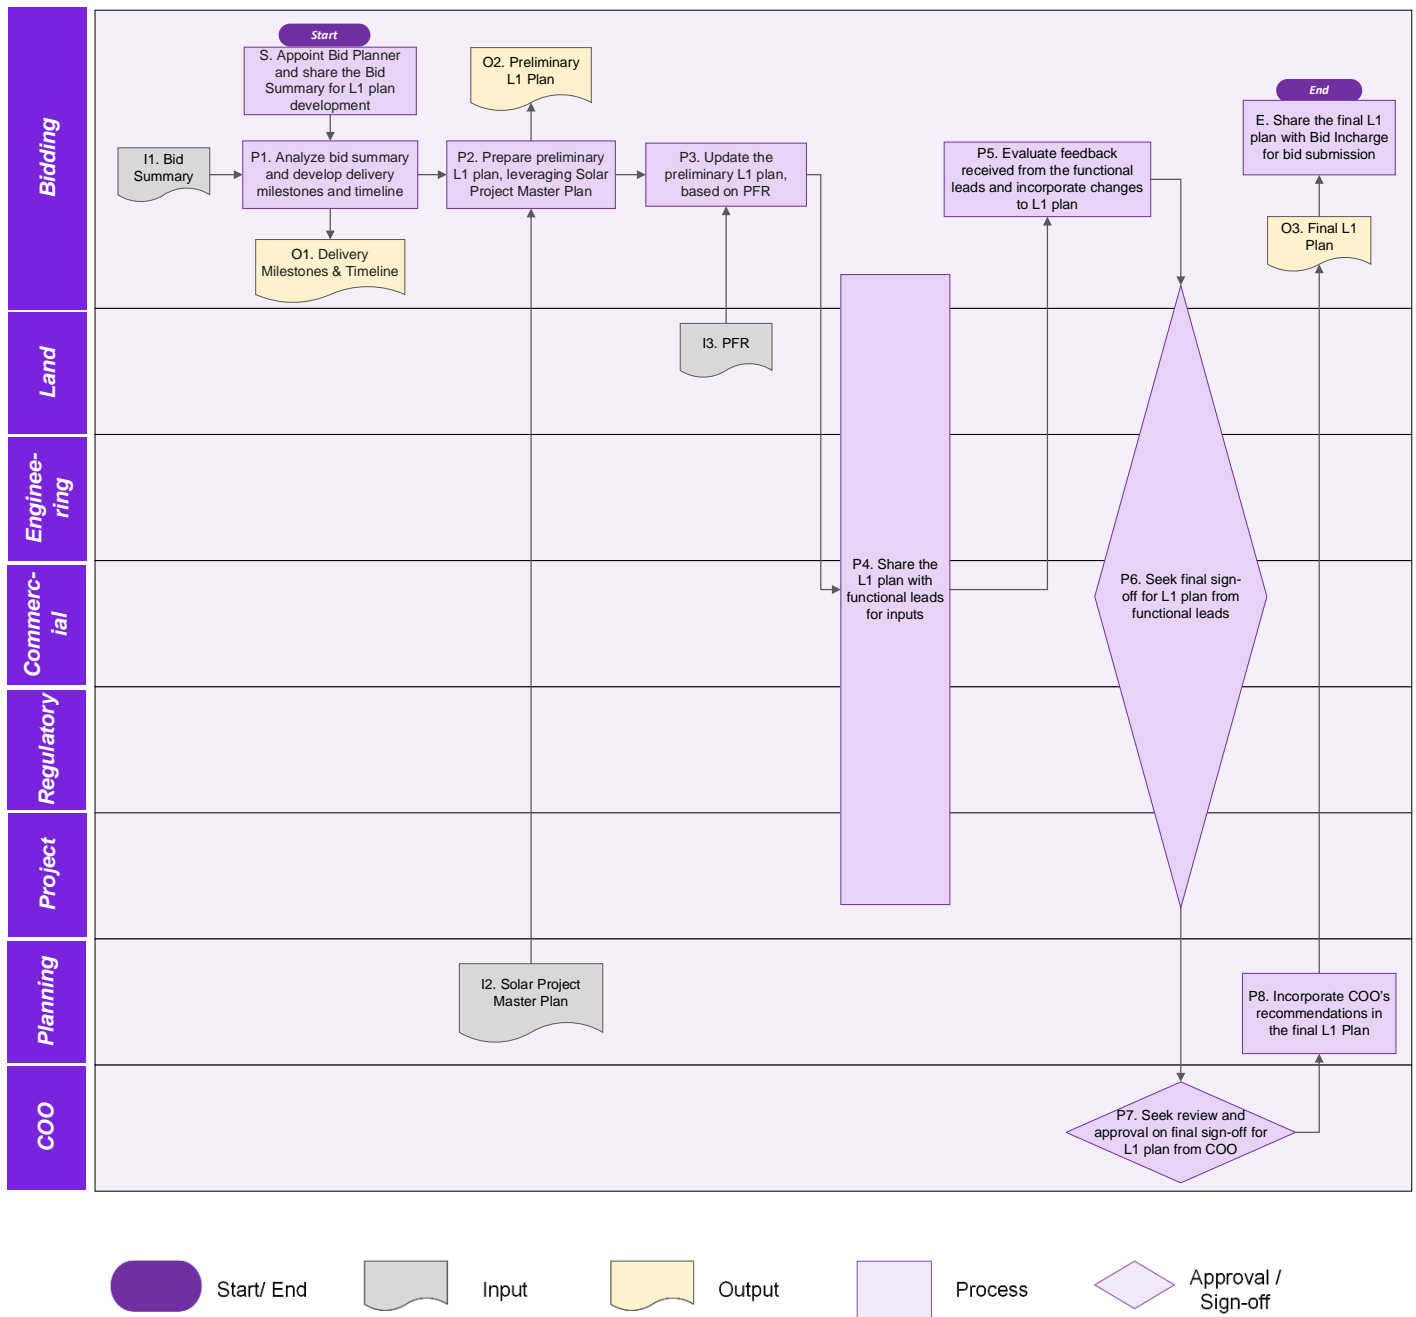 Bidding
Start
S. Appoint Bid Planner
and share the Bid
Summary for L1 plan
development
I1. Bid
Summary
P1. Analyze bid summary
and develop delivery
milestones and timeline
O1. Delivery
Milestones & Timeline
O2. Preliminary
L1 Plan
P2. Prepare preliminary
L1 plan, leveraging Solar
Project Master Plan
P3. Update the
preliminary L1 plan,
based on PFR
P5. Evaluate feedback
received from the functional
leads and incorporate changes
to L1 plan
End
E. Share the final L1
plan with Bid Incharge
for bid submission
O3. Final L1
Plan
Land
I3. PFR
Enginee-
ring
Commerc-
ial
P4. Share the
L1 plan with
functional leads
for inputs
P6. Seek final sign-
off for L1 plan from
functional leads
Regulatory
Project
Planning
I2. Solar Project
Master Plan
P8. Incorporate COO’s
recommendations in
the final L1 Plan
COO
P7. Seek review and
approval on final sign-off for
L1 plan from COO
Start/ End
Input
Output
Process
Approval /
Sign-off